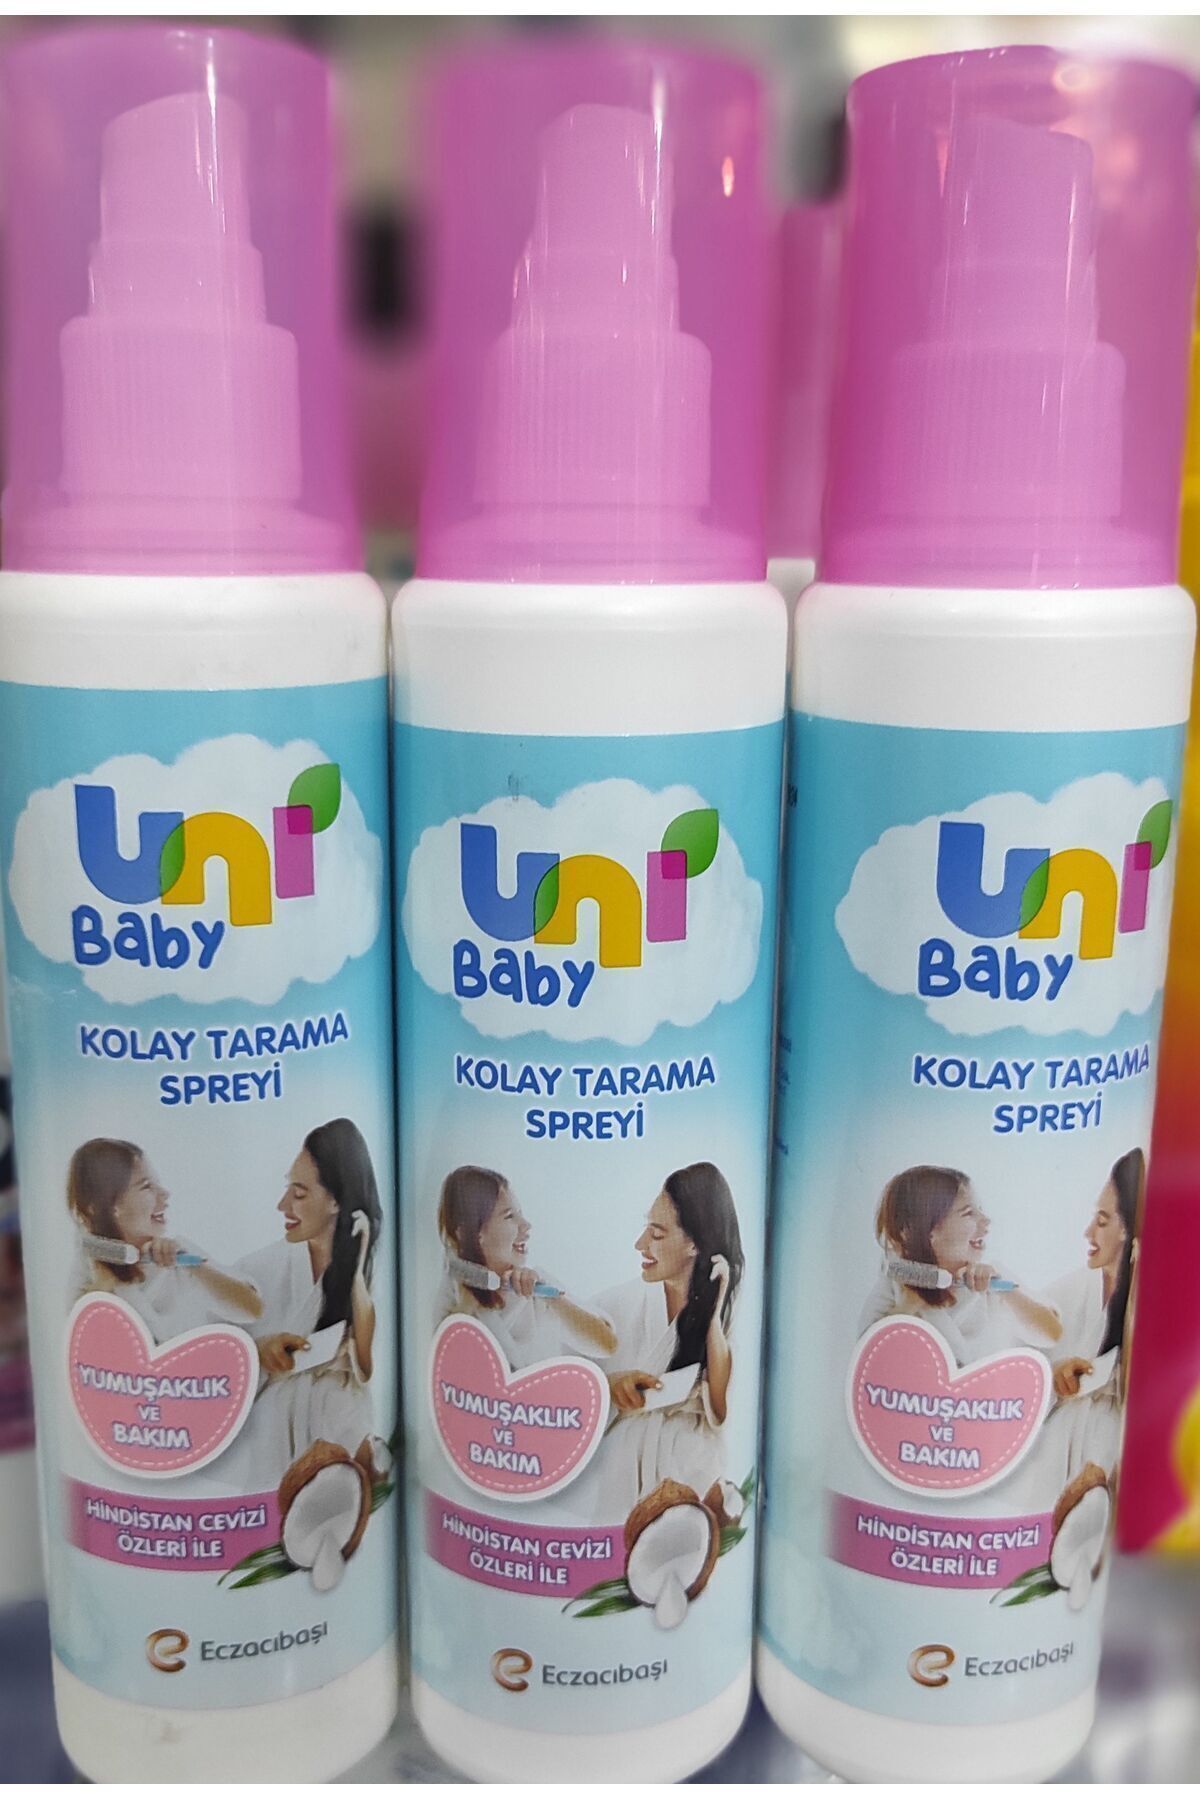 uni
Baby
KOLAY TARAMA
SPREYİ
YUMUŞAKLIK
VE
BAKIM
HİNDİSTAN CEVİZİ
ÖZLERİ İLE
Eczacıbaşı
uni
Baby
KOLAY TARAMA
SPREYİ
YUMUŞAKLIK
VE
BAKIM
HİNDİSTAN CEVİZİ
ÖZLERİ İLE
Eczacıbaşı
uni
Baby
KOLAY TARAMA
SPREYİ
YUMUŞAKLIK
VE
BAKIM
HİNDİSTAN CEVİZİ
ÖZLERİ İLE
Eczacıbaşı